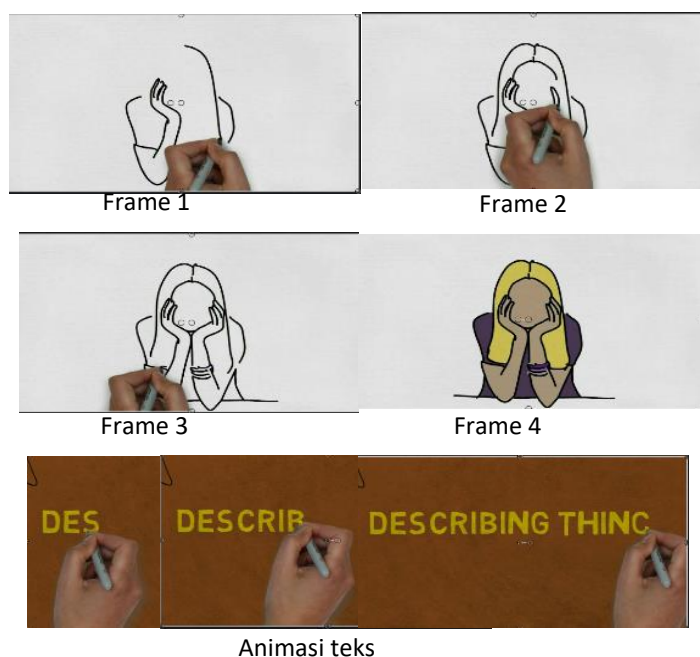 Frame 1
Frame 2
Frame 3
Frame 4
DES
DESCRIB
DESCRIBING THINC
Animasi teks